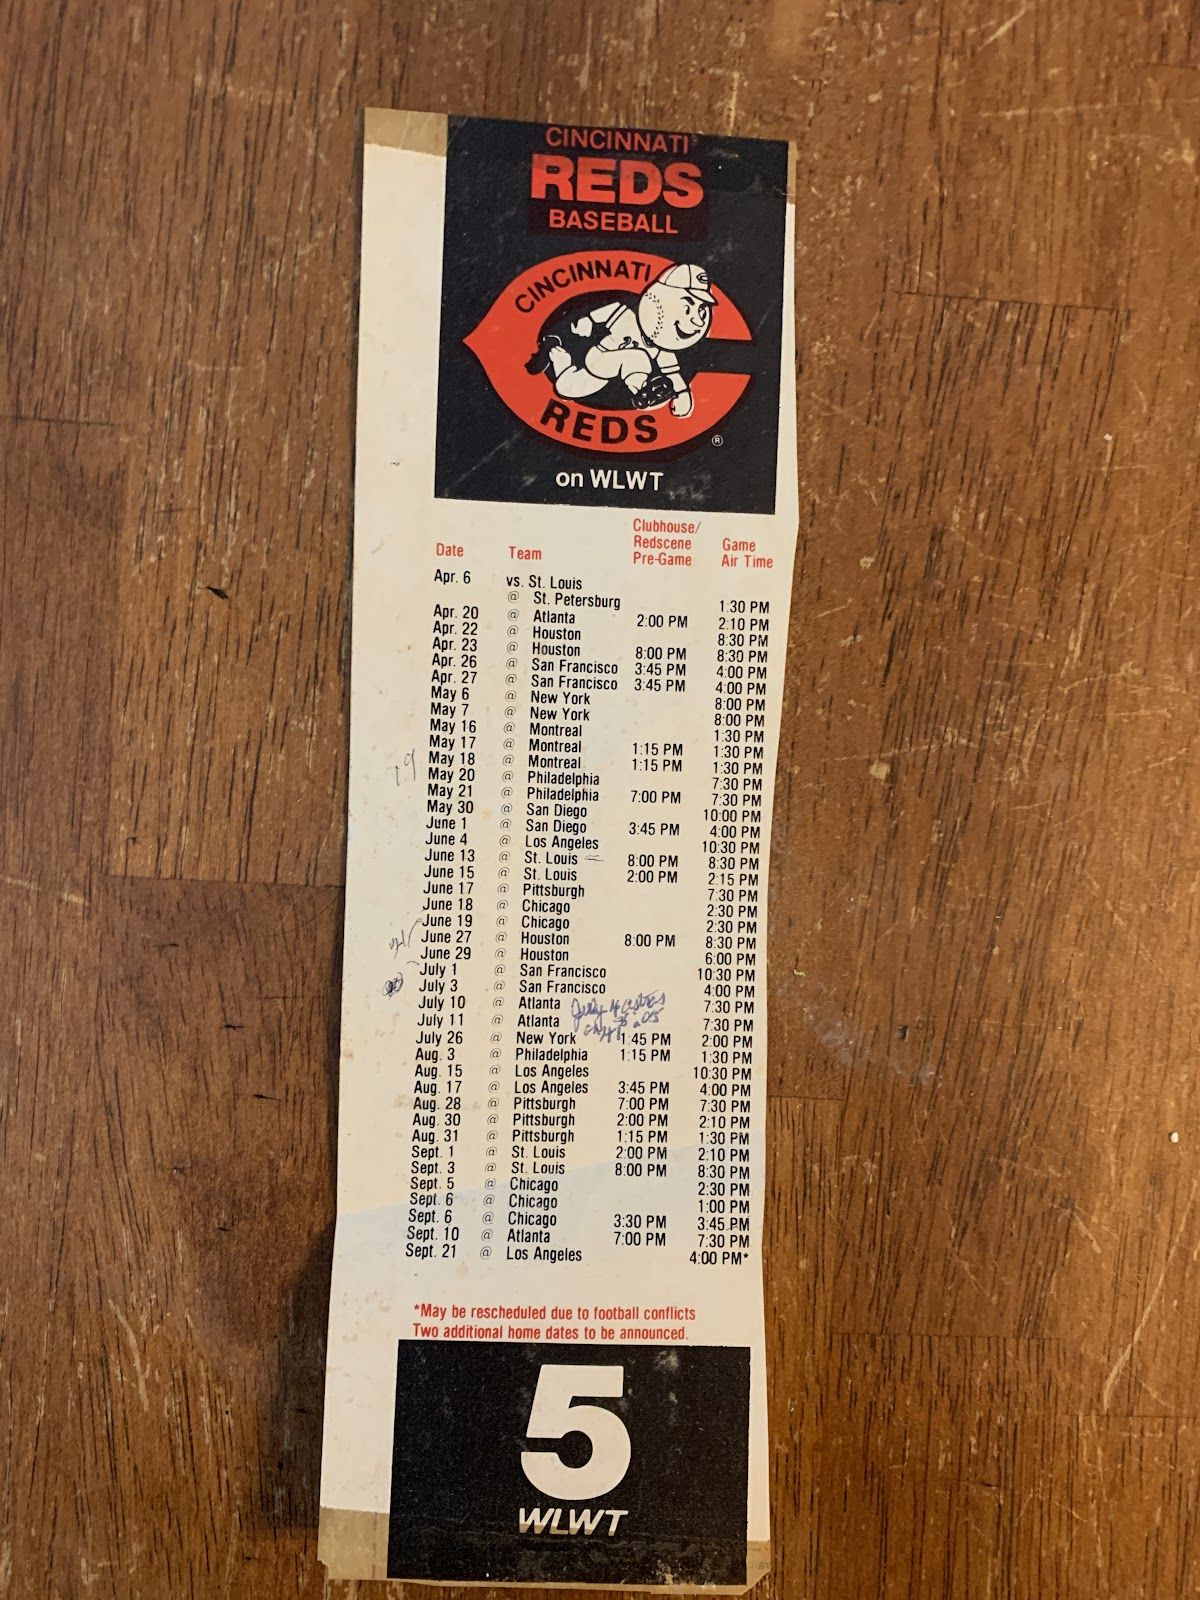 CINCINNATI
REDS
BASEBALL
CINCINNATI
REDS
®
on WLWT
Date Team Clubhouse/ Redscene Pre-Game Game Air Time
Apr. 6 vs. St. Louis
@ St. Petersburg 1:30 PM
Apr. 20 @ Atlanta 2:00 PM 2:10 PM
Apr. 22 @ Houston 8:30 PM
Apr. 23 @ Houston 8:00 PM 8:30 PM
Apr. 26 @ San Francisco 3:45 PM 4:00 PM
Apr. 27 @ San Francisco 3:45 PM 4:00 PM
May 6 @ New York 8:00 PM
May 7 @ New York 8:00 PM
May 16 @ Montreal 1:30 PM
May 17 @ Montreal 1:15 PM 1:30 PM
19 May 18 @ Montreal 1:15 PM 1:30 PM
May 20 @ Philadelphia 7:30 PM
May 21 @ Philadelphia 7:00 PM 7:30 PM
May 30 @ San Diego 10:00 PM
June 1 @ San Diego 3:45 PM 4:00 PM
June 4 @ Los Angeles 10:30 PM
June 13 @ St. Louis 8:00 PM 8:30 PM
June 15 @ St. Louis 2:00 PM 2:15 PM
June 17 @ Pittsburgh 7:30 PM
June 18 @ Chicago 2:30 PM
June 19 @ Chicago 2:30 PM
June 27 @ Houston 8:00 PM 8:30 PM
June 29 @ Houston 6:00 PM
July 1 @ San Francisco 10:30 PM
July 3 @ San Francisco 4:00 PM
July 10 @ Atlanta 7:30 PM
July 4
July 11 @ Atlanta 7:30 PM
July 26 @ New York 1:45 PM 2:00 PM
Aug. 3 @ Philadelphia 1:15 PM 1:30 PM
Aug. 15 @ Los Angeles 10:30 PM
Aug. 17 @ Los Angeles 3:45 PM 4:00 PM
Aug. 28 @ Pittsburgh 7:00 PM 7:30 PM
Aug. 30 @ Pittsburgh 2:00 PM 2:10 PM
Aug. 31 @ Pittsburgh 1:15 PM 1:30 PM
Sept. 1 @ St. Louis 2:00 PM 2:10 PM
Sept. 3 @ St. Louis 8:00 PM 8:30 PM
Sept. 5 @ Chicago 2:30 PM
Sept. 6 @ Chicago 1:00 PM
Sept. 6 @ Chicago 3:30 PM 3:45 PM
Sept. 10 @ Atlanta 7:00 PM 7:30 PM
Sept. 21 @ Los Angeles 4:00 PM*
*May be rescheduled due to football conflicts
Two additional home dates to be announced.
5
WLWT